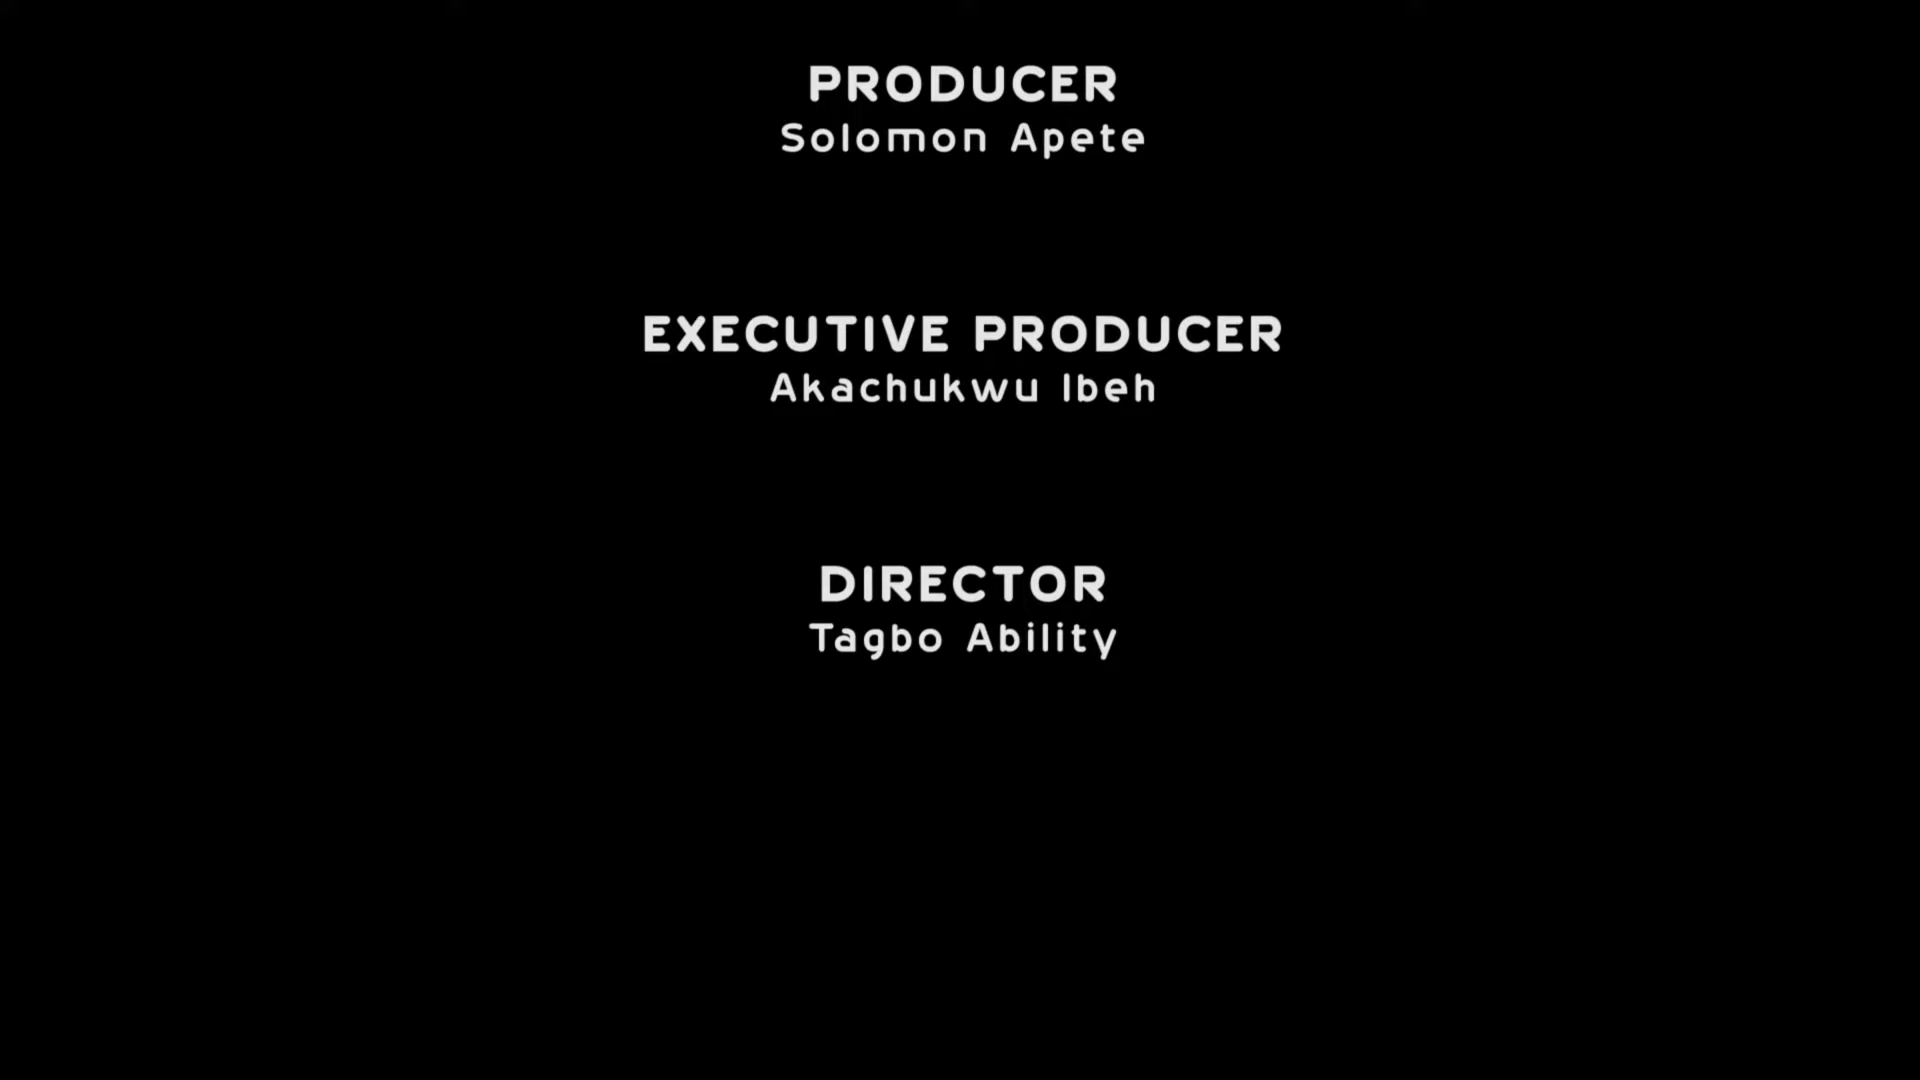 PRODUCER
Solomon Apete
EXECUTIVE PRODUCER
Akachukwu Ibeh
DIRECTOR
Tagbo Ability